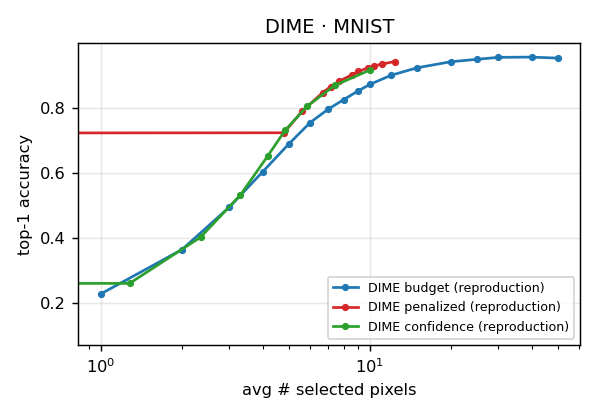 DIME · MNIST
top-1 accuracy
0.8
0.6
0.4
0.2
DIME budget (reproduction)
DIME penalized (reproduction)
DIME confidence (reproduction)
10⁰ 10¹
avg # selected pixels